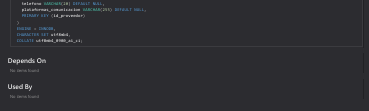 telefono VARCHAR(20) DEFAULT NULL,
plataformas_comunicacion VARCHAR(255) DEFAULT NULL,
PRIMARY KEY (id_proveedor)
)
ENGINE = INNODB,
CHARACTER SET utf8mb4,
COLLATE utf8mb4_0900_ai_ci;
Depends On
No items found
Used By
No items found